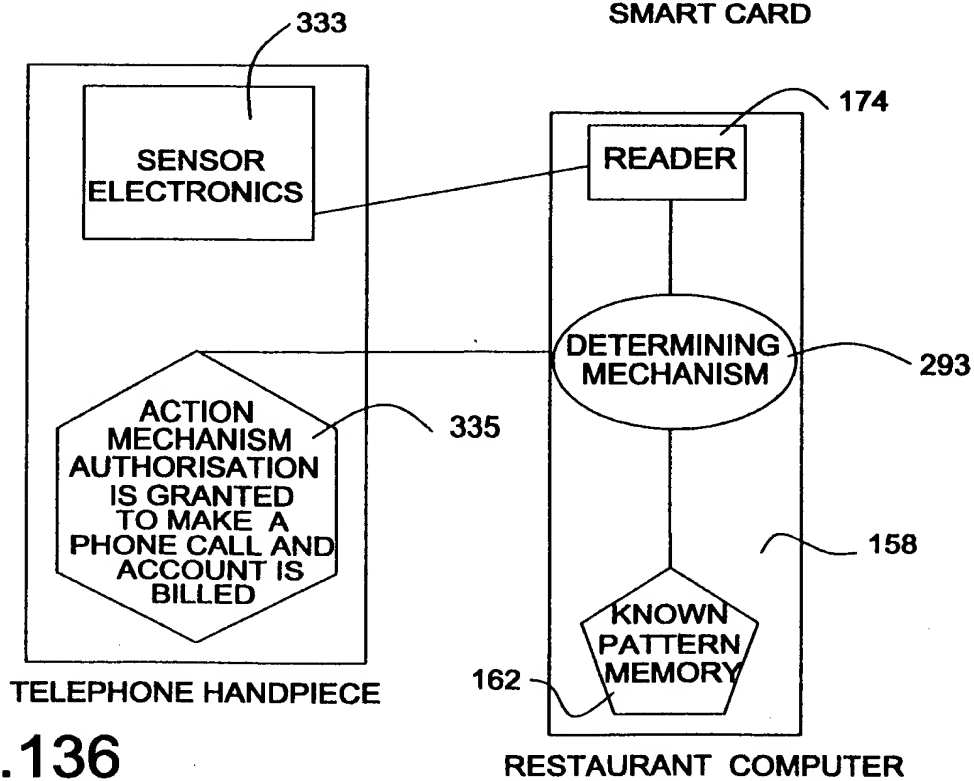 SMART CARD
333
174
SENSOR
ELECTRONICS
READER
DETERMINING
MECHANISM
293
ACTION
MECHANISM
AUTHORISATION
IS GRANTED
TO MAKE A
PHONE CALL AND
ACCOUNT IS
BILLED
335
158
KNOWN
PATTERN
MEMORY
162
TELEPHONE HANDPIECE
.136
RESTAURANT COMPUTER